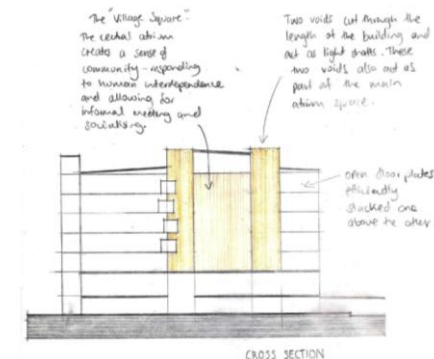 The "Village Square".
The central atrium
creates a sense of
community - responding
to human interdependence
and allowing for
informal meeting and
socialising.
Two voids cut through the
length of the building and
act as light shafts. These
two voids also act as
part of the main
atrium square.
open floor plates
efficiently
stacked one
above the other
CROSS SECTION